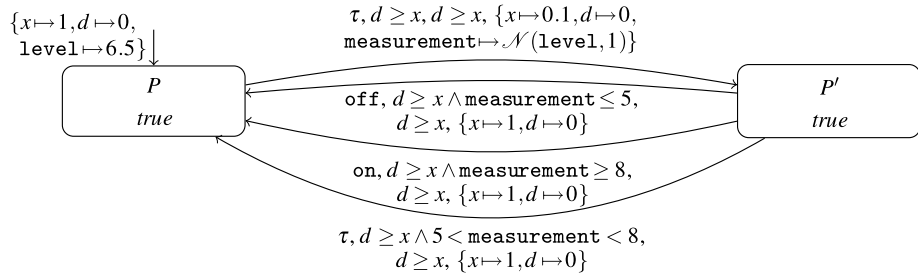 {x↦1,d↦0,
level↦6.5}
τ, d ≥ x, d ≥ x, {x↦0.1,d↦0,
measurement↦𝒩(level,1)}
P
true
P′
true
off, d ≥ x ∧ measurement ≤ 5,
d ≥ x, {x↦1,d↦0}
on, d ≥ x ∧ measurement ≥ 8,
d ≥ x, {x↦1,d↦0}
τ, d ≥ x ∧ 5 < measurement < 8,
d ≥ x, {x↦1,d↦0}